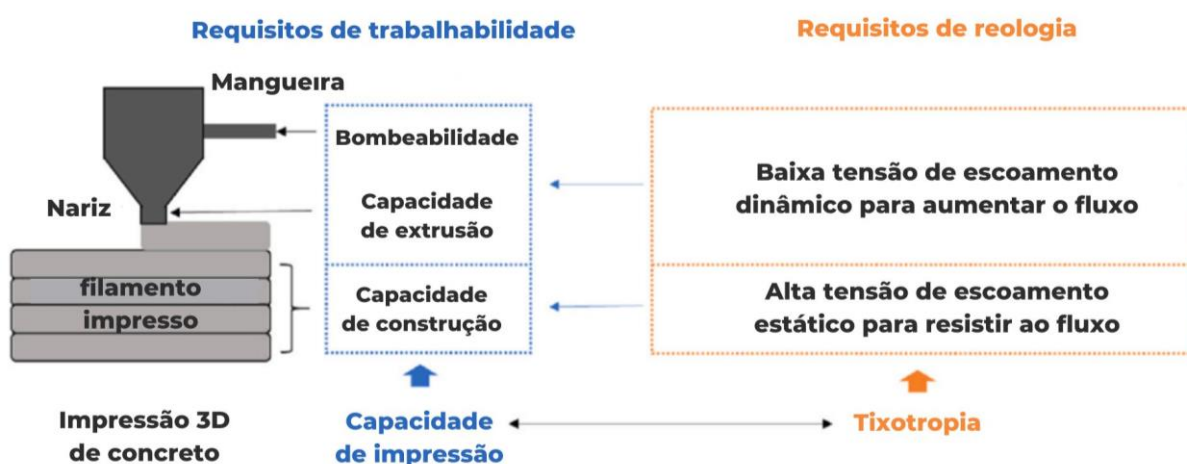 Requisitos de trabalhabilidade
Requisitos de reologia
Mangueira
Bombeabilidade
Nariz
Capacidade
de extrusão
Baixa tensão de escoamento
dinâmico para aumentar o fluxo
filamento
impresso
Capacidade
de construção
Alta tensão de escoamento
estático para resistir ao fluxo
Impressão 3D
de concreto
Capacidade
de impressão
Tixotropia